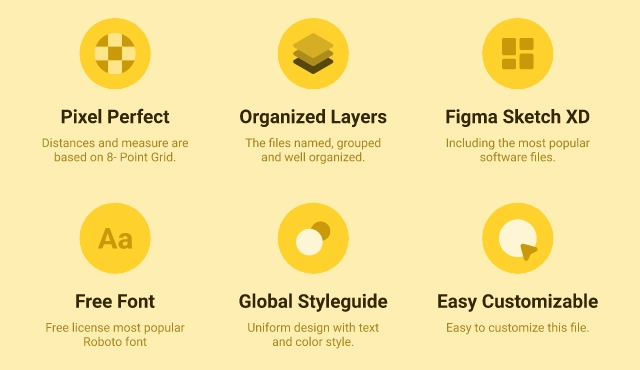 Pixel Perfect
Distances and measure are
based on 8- Point Grid.
Organized Layers
The files named, grouped
and well organized.
Figma Sketch XD
Including the most popular
software files.
Aa
Free Font
Free license most popular
Roboto font
Global Styleguide
Uniform design with text
and color style.
Easy Customizable
Easy to customize this file.